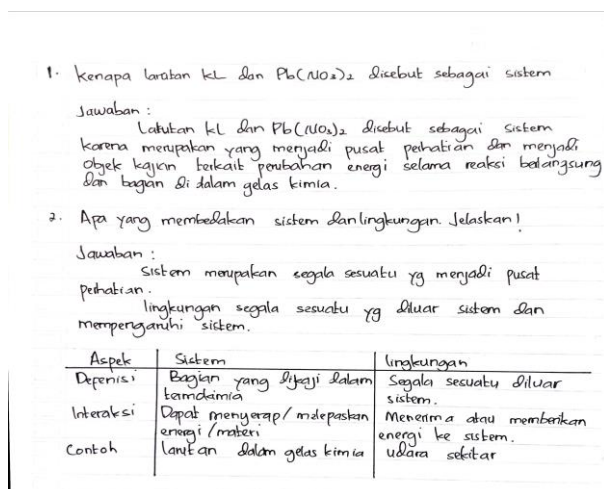 1. Kenapa larutan KL dan Pb(NO3)2 disebut sebagai sistem
Jawaban :
Larutan KL dan Pb(NO3)2 disebut sebagai sistem
karena merupakan yang menjadi pusat perhatian dan menjadi
objek kajian terkait perubahan energi selama reaksi berlangsung
dan bagian di dalam gelas kimia.
2. Apa yang membedakan sistem dan lingkungan. Jelaskan!
Jawaban :
Sistem merupakan segala sesuatu yg menjadi pusat
perhatian.
lingkungan segala sesuatu yg diluar sistem dan
mempengaruhi sistem.
Aspek Sistem lingkungan
Depenisi Bagian yang dikaji dalam Segala sesuatu diluar
termokimia sistem.
Interaksi Dapat menyerap/melepaskan Menerima atau memberikan
energi/materi energi ke sistem.
Contoh larutan dalam gelas kimia udara sekitar